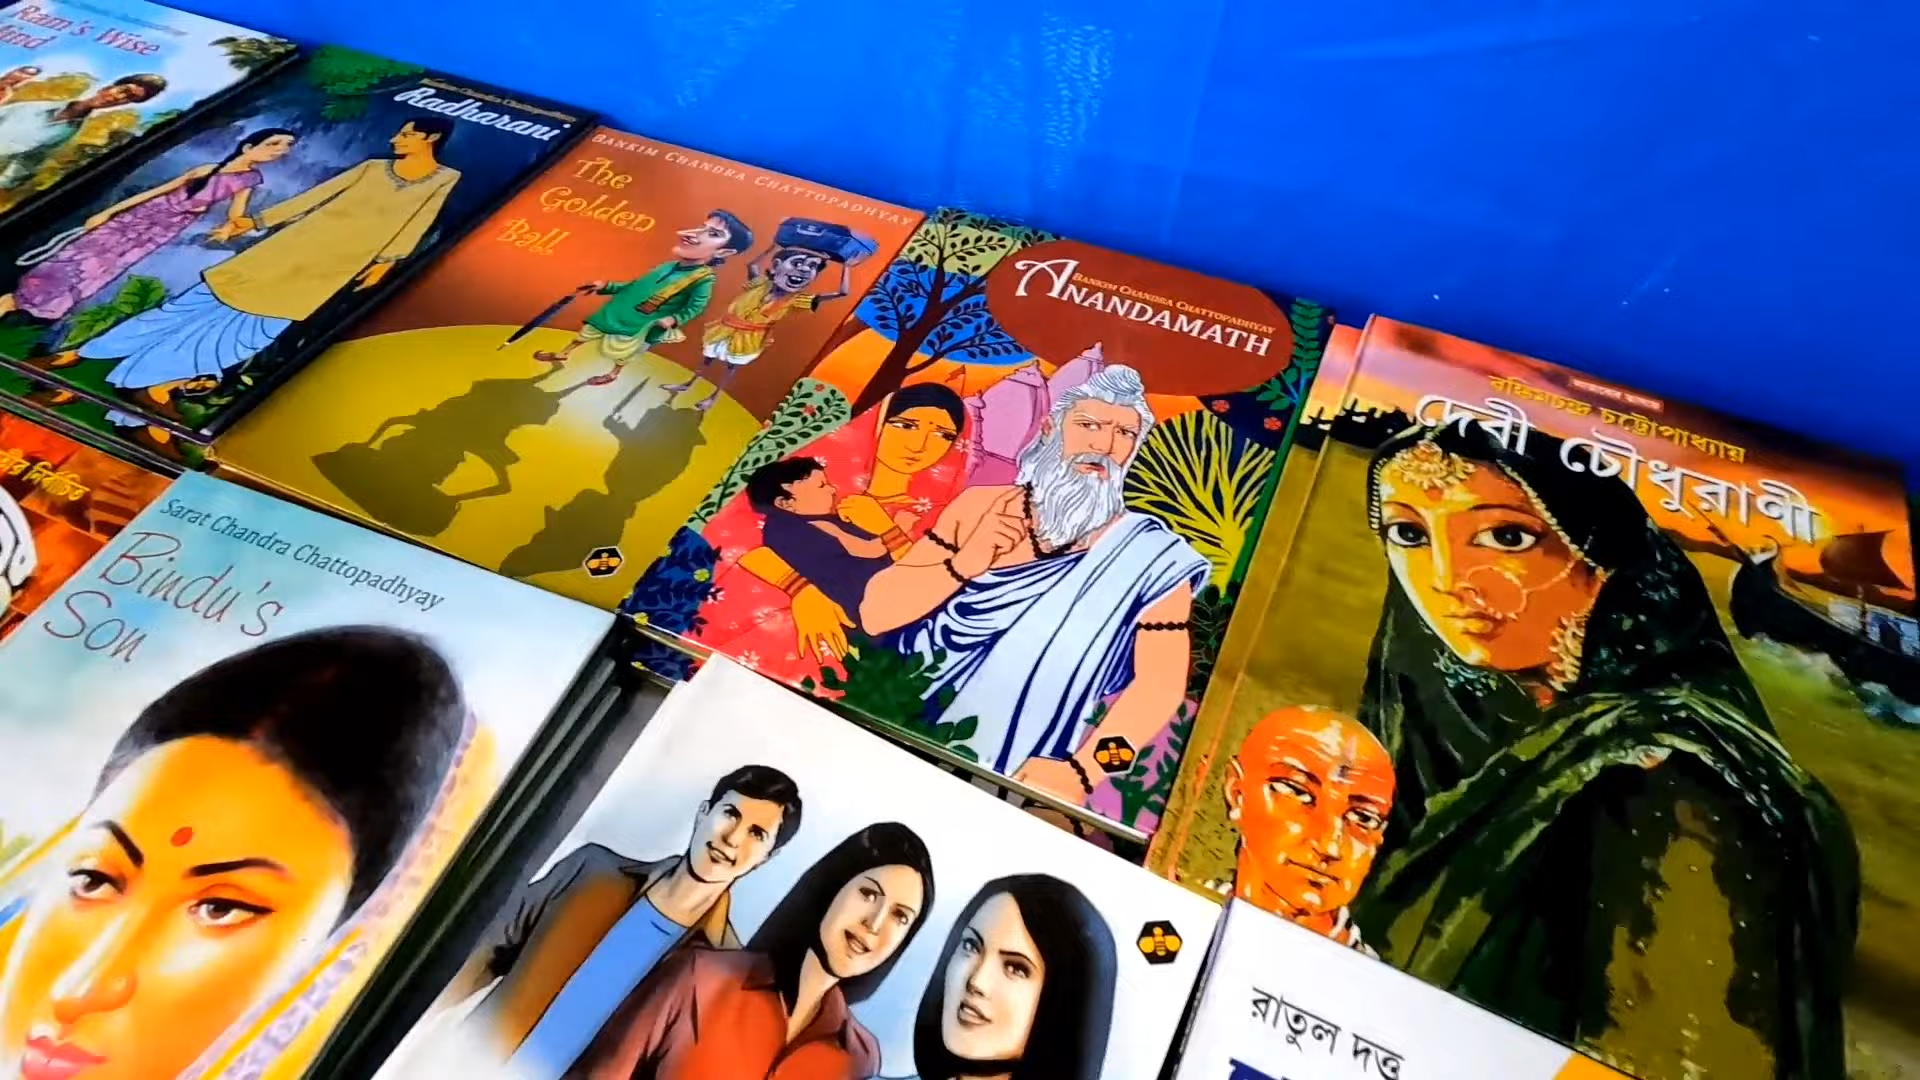 Ram's Wise
Radharani
BANKIM CHANDRA CHATTOPADHYAY
The
Golden
Ball
BANKIM CHANDRA CHATTOPADHYAY
ANANDAMATH
বঙ্কিমচন্দ্র চট্টোপাধ্যায়
দেবী চৌধুরাণী
নির্বাচিত
Sarat Chandra Chattopadhyay
Bindu's
Son
রাতুল দত্ত